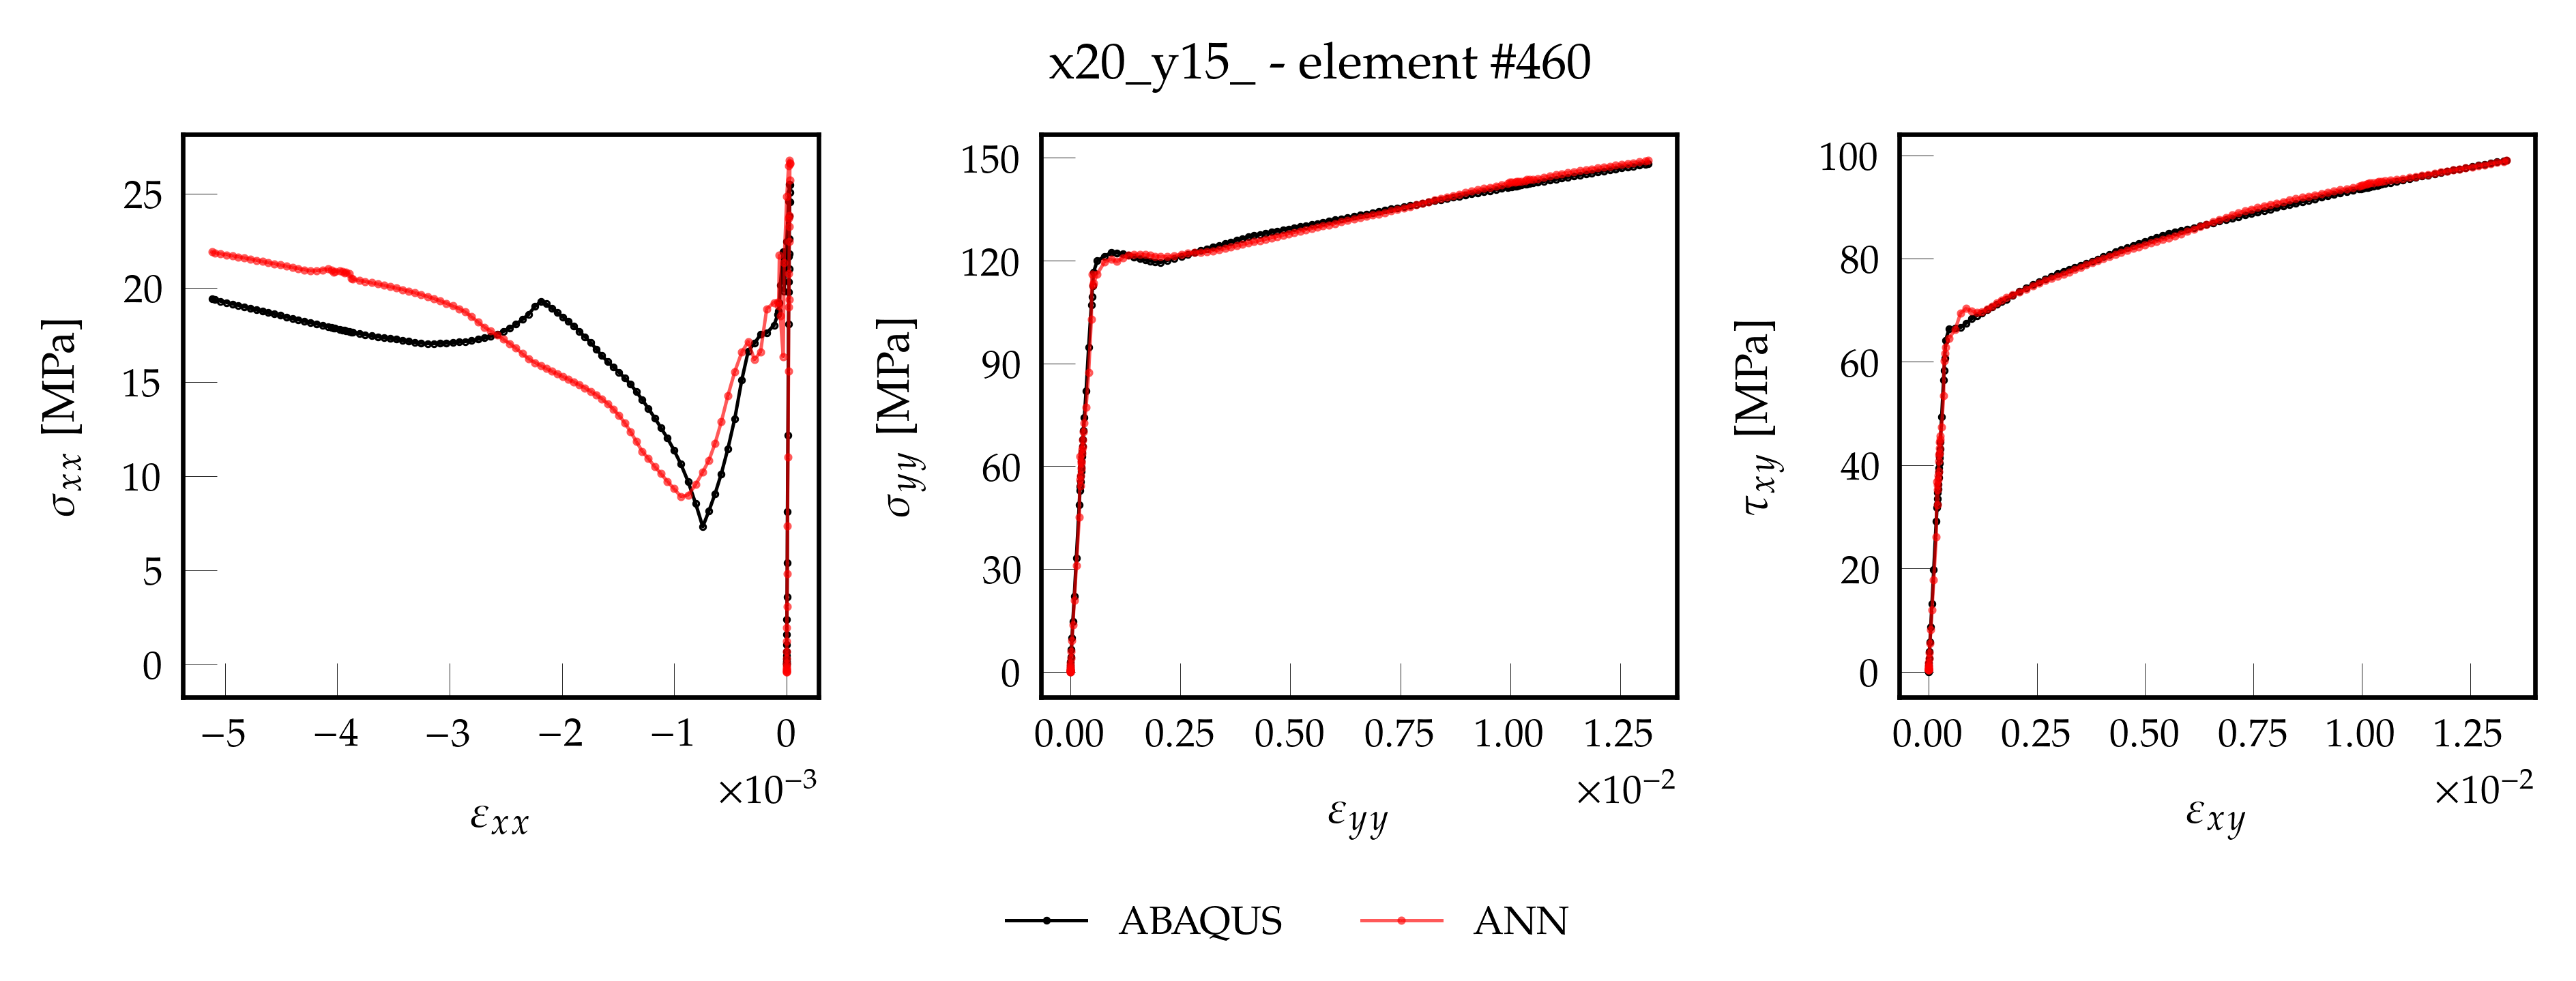 x20_y15_ - element #460
σxx [MPa]
25
20
15
10
5
0
−5 −4 −3 −2 −1 0
×10−3
εxx
σyy [MPa]
150
120
90
60
30
0
0.00 0.25 0.50 0.75 1.00 1.25
×10−2
εyy
τxy [MPa]
100
80
60
40
20
0
0.00 0.25 0.50 0.75 1.00 1.25
×10−2
εxy
ABAQUS ANN